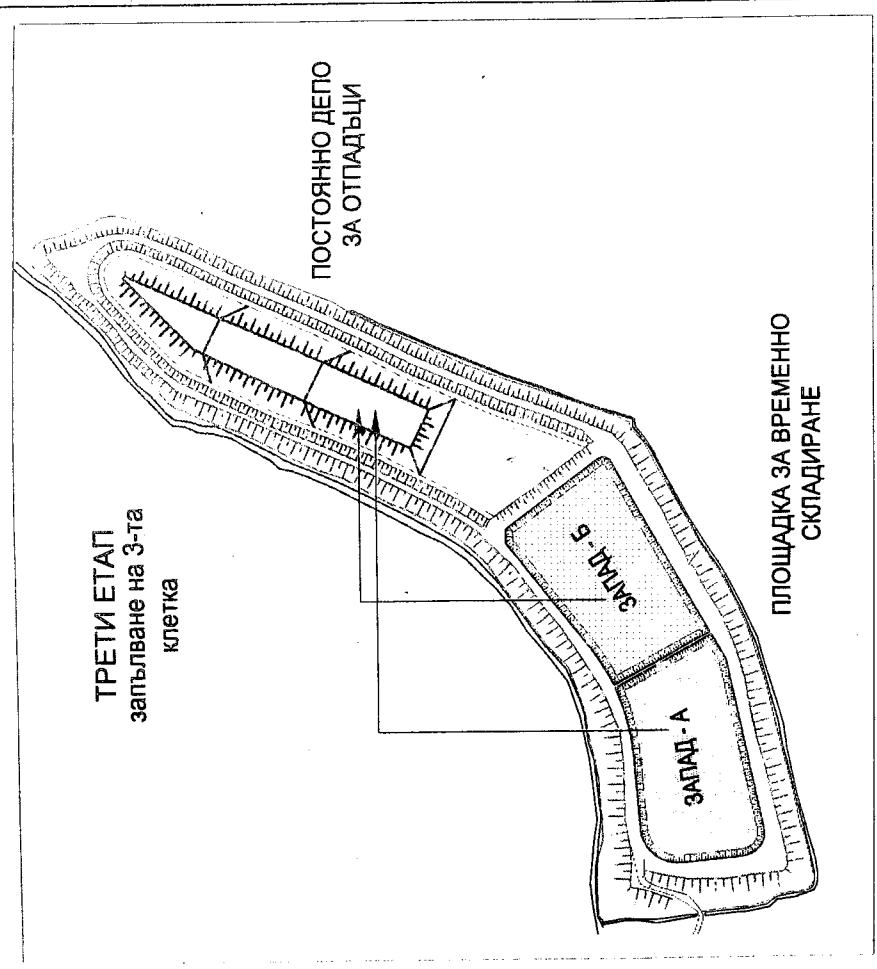 ТРЕТИ ЕТАП
запълване на 3-та
клетка
ПОСТОЯННО ДЕПО
ЗА ОТПАДЪЦИ
ЗАПАД - А
ЗАПАД - Б
ПЛОЩАДКА ЗА ВРЕМЕННО
СКЛАДИРАНЕ